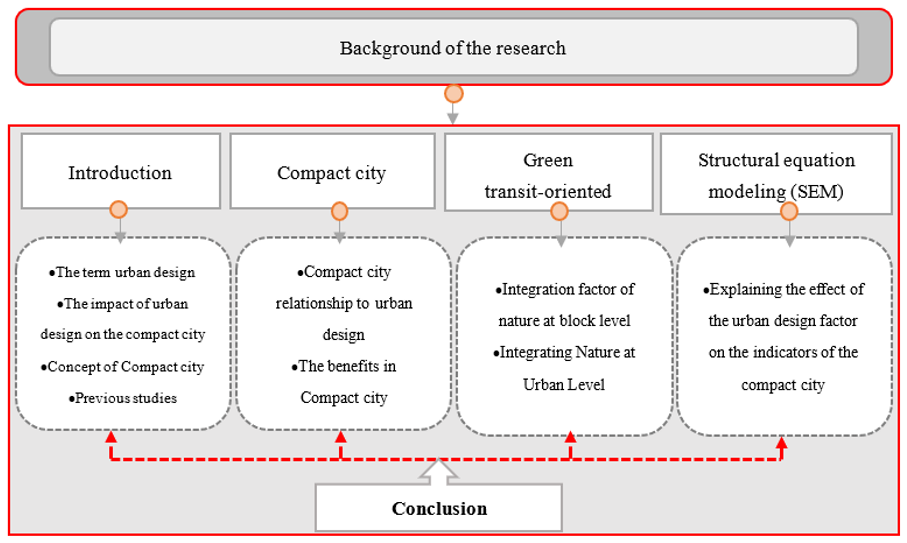 Background of the research
Introduction
Compact city
Green
transit-oriented
Structural equation
modeling (SEM)
•The term urban design
•The impact of urban
design on the compact city
•Concept of Compact city
•Previous studies
•Compact city
relationship to urban
design
•The benefits in
Compact city
•Integration factor of
nature at block level
•Integrating Nature at
Urban Level
•Explaining the effect of
the urban design factor
on the indicators of the
compact city
Conclusion